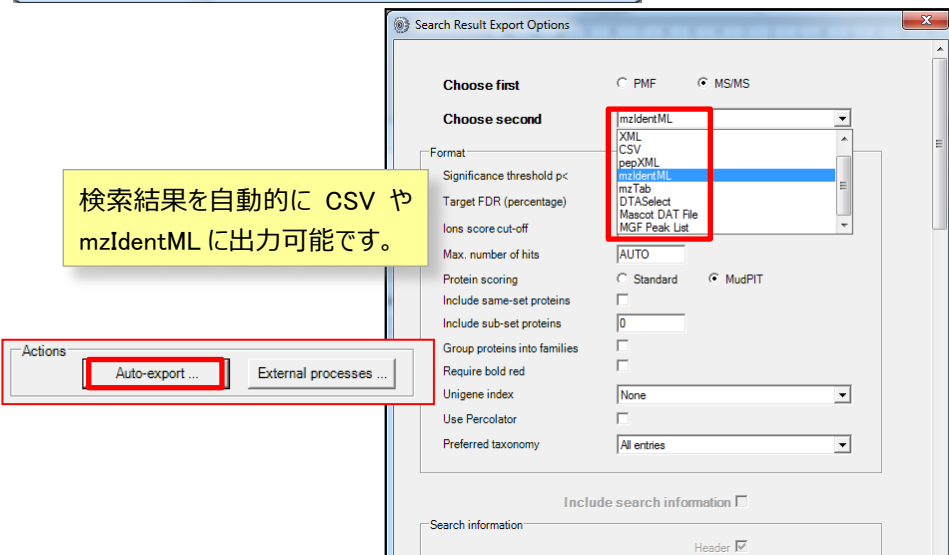 Search Result Export Options
Choose first PMF MS/MS
Choose second mzIdentML
XML
CSV
pepXML
mzIdentML
mzTab
DTASelect
Mascot DAT File
MGF Peak List
Format
Significance threshold p<
Target FDR (percentage)
Ions score cut-off
Max. number of hits AUTO
Protein scoring Standard MudPIT
Include same-set proteins
Include sub-set proteins 0
Group proteins into families
Require bold red
Unigene index None
Use Percolator
Preferred taxonomy All entries
Include search information
Search information
Header
検索結果を自動的に CSV や
mzIdentML に出力可能です。
Actions
Auto-export ... External processes ...